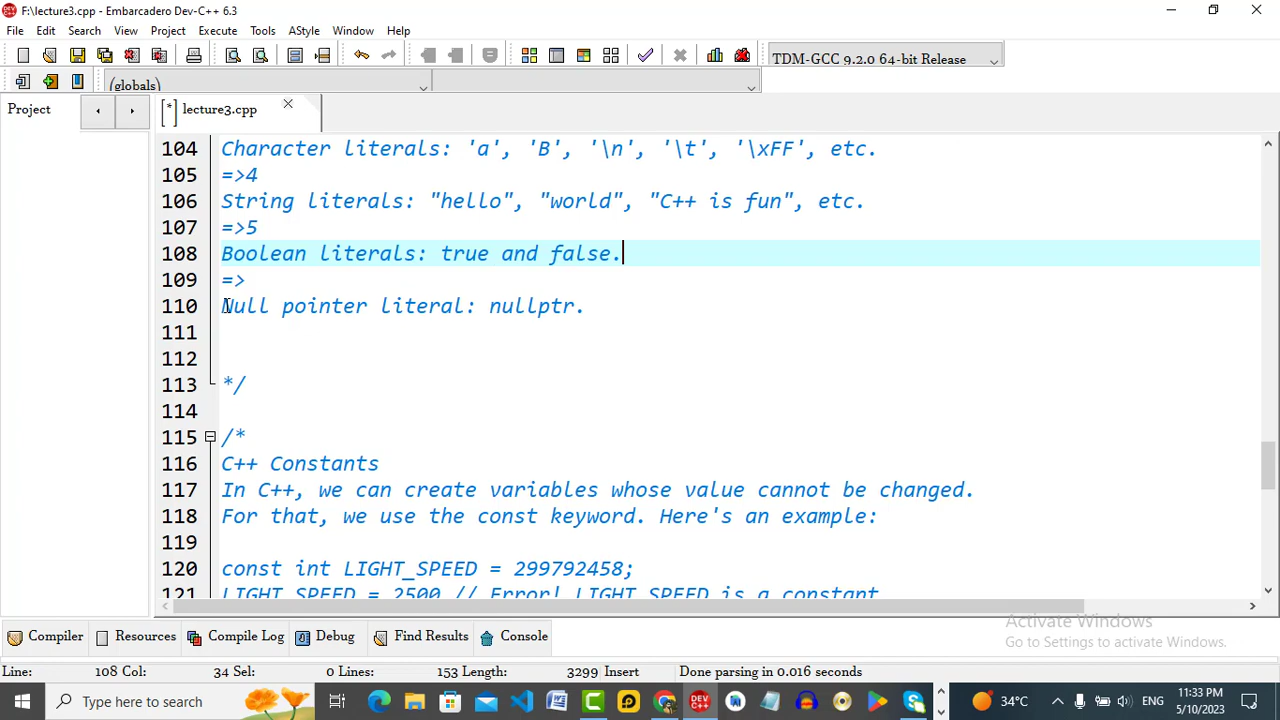 F:\lecture3.cpp - Embarcadero Dev-C++ 6.3
File Edit Search View Project Execute Tools AStyle Window Help
TDM-GCC 9.2.0 64-bit Release
(globals)
Project
[*] lecture3.cpp
104 Character literals: 'a', 'B', '\n', '\t', '\xFF', etc.
105 =>4
106 String literals: "hello", "world", "C++ is fun", etc.
107 =>5
108 Boolean literals: true and false.
109 =>
110 Null pointer literal: nullptr.
111
112
113 */
114
115 /*
116 C++ Constants
117 In C++, we can create variables whose value cannot be changed.
118 For that, we use the const keyword. Here's an example:
119
120 const int LIGHT_SPEED = 299792458;
121 LIGHT_SPEED = 2500 // Error! LIGHT_SPEED is a constant
Activate Windows
Go to Settings to activate Windows.
Compiler Resources Compile Log Debug Find Results Console
Line: 108 Col: 34 Sel: 0 Lines: 153 Length: 3299 Insert Done parsing in 0.016 seconds
Type here to search
34°C ENG 11:33 PM
5/10/2023